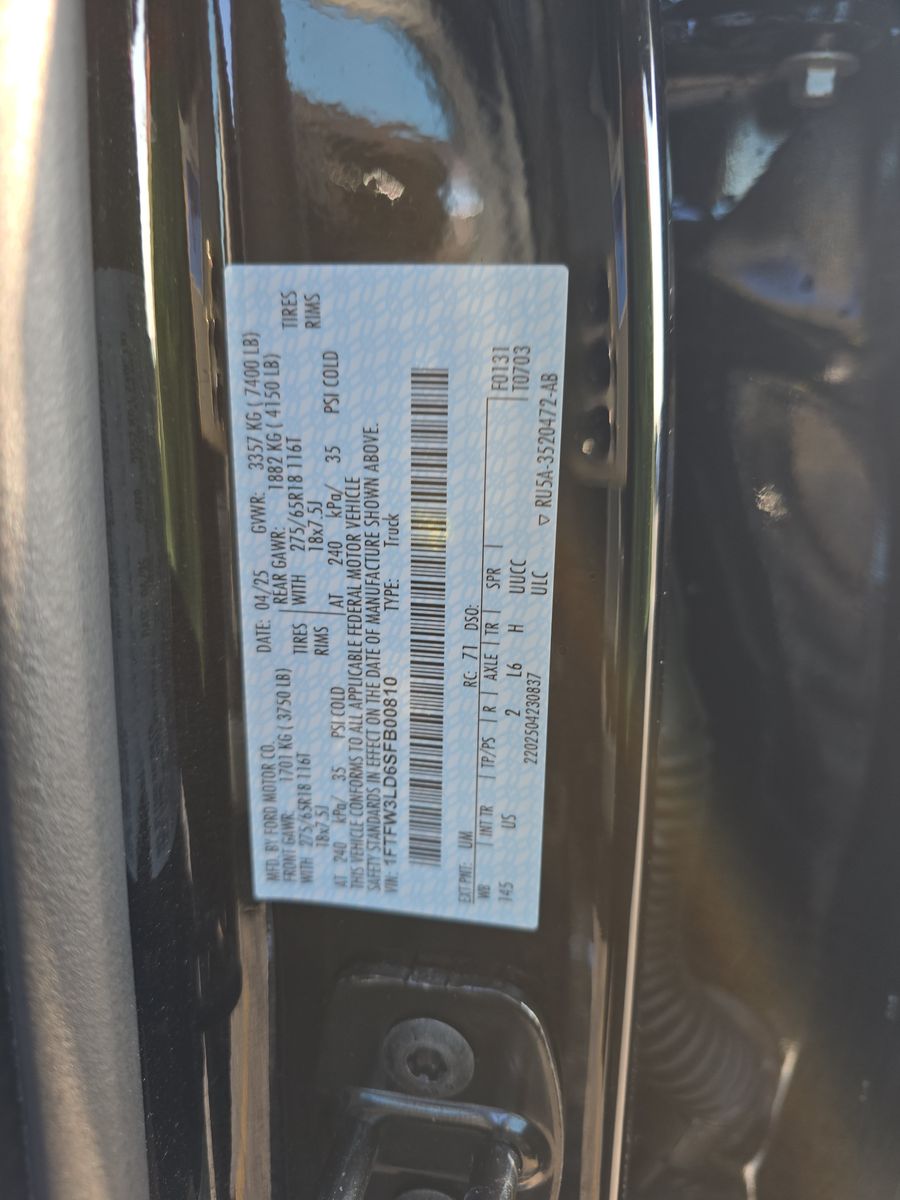 MFD. BY FORD MOTOR CO.
DATE: 04/25 GVWR: 3357 KG ( 7400 LB)
FRONT GAWR: 1701 KG ( 3750 LB) REAR GAWR: 1882 KG ( 4150 LB)
WITH 275/65R18 116T TIRES WITH 275/65R18 116T TIRES
18x7.5J RIMS 18x7.5J RIMS
AT 240 kPa/ 35 PSI COLD AT 240 kPa/ 35 PSI COLD
THIS VEHICLE CONFORMS TO ALL APPLICABLE FEDERAL MOTOR VEHICLE
SAFETY STANDARDS IN EFFECT ON THE DATE OF MANUFACTURE SHOWN ABOVE.
VIN: 1FTFW3LD6SFB00810 TYPE: Truck
EXT PNT: UM RC: 71 DSO:
WB INT TR TP/PS R AXLE TR SPR F0131
145 US 2 L6 H UUCC T0703
2202504230837 ULC ▽ RU5A-3520472-AB